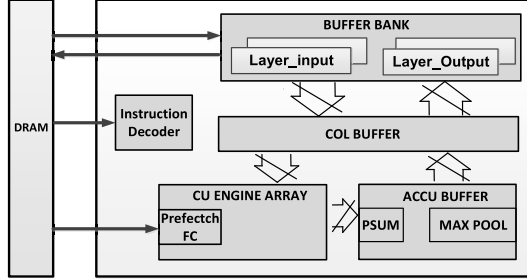 BUFFER BANK
Layer_input
Layer_Output
DRAM
Instruction
Decoder
COL BUFFER
CU ENGINE ARRAY
Prefectch
FC
ACCU BUFFER
PSUM
MAX POOL